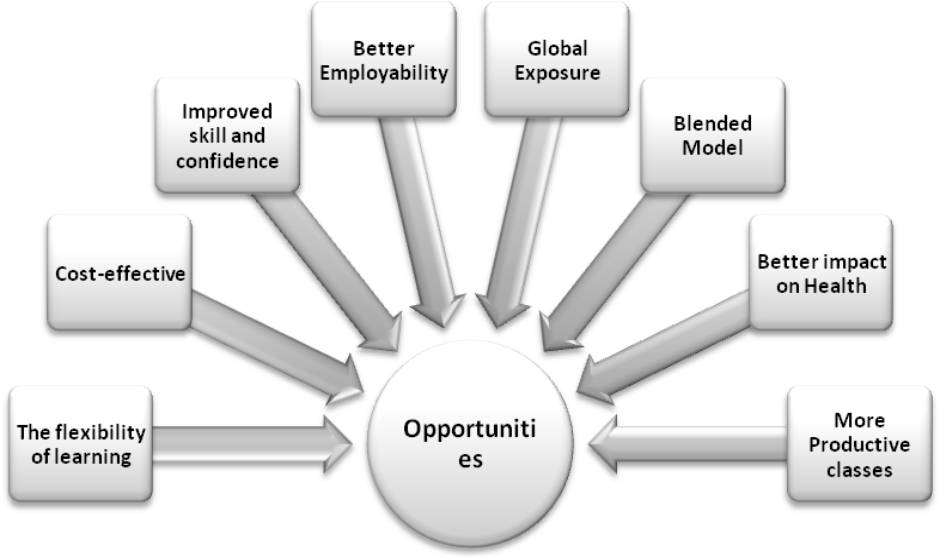 Better
Employability
Global
Exposure
Improved
skill and
confidence
Blended
Model
Cost-effective
Better impact
on Health
The flexibility
of learning
Opportuniti
es
More
Productive
classes